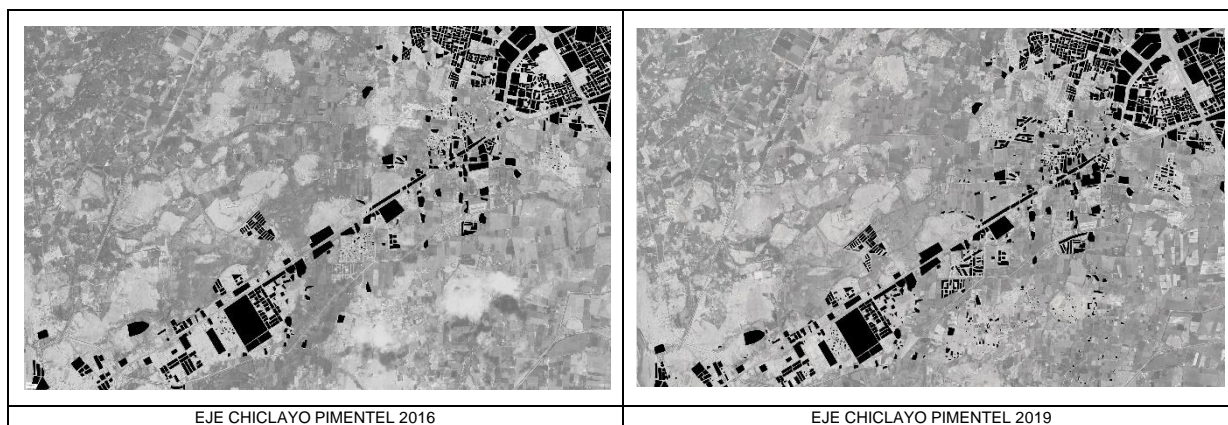 EJE CHICLAYO PIMENTEL 2016
EJE CHICLAYO PIMENTEL 2019